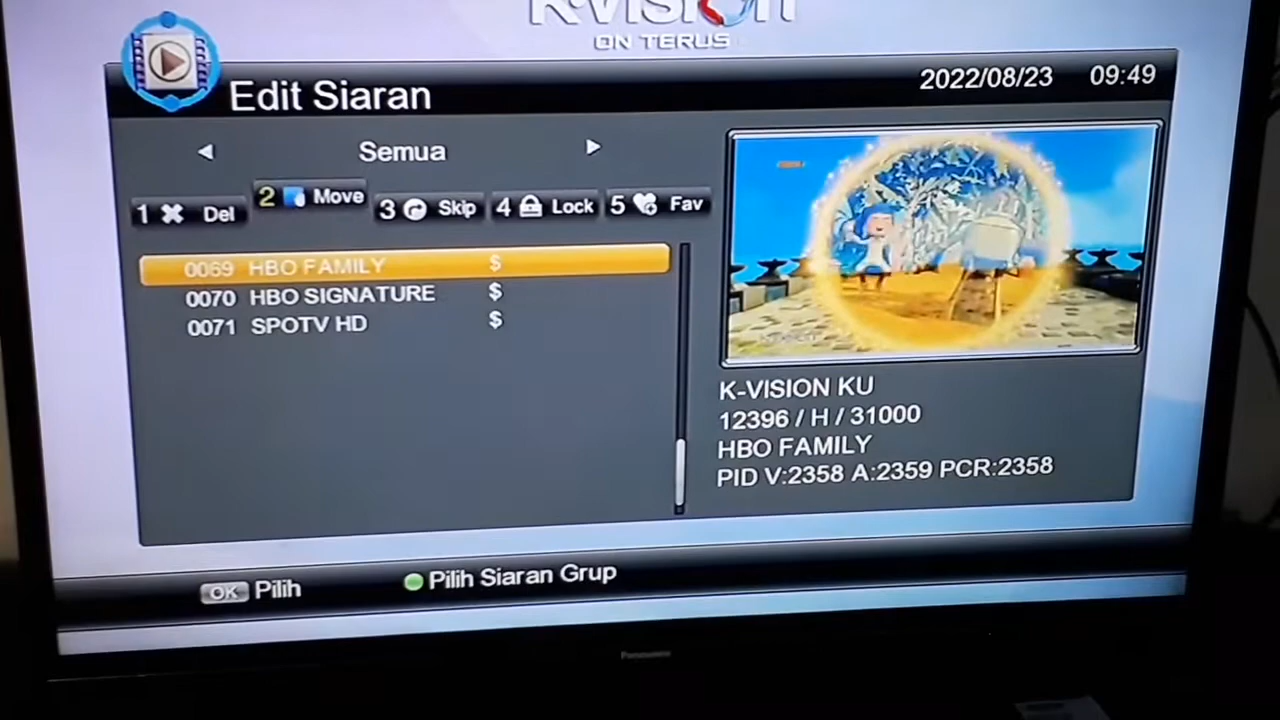 K-VISION
ON TERUS
Edit Siaran
2022/08/23 09:49
Semua
1 Del 2 Move 3 Skip 4 Lock 5 Fav
0069 HBO FAMILY $
0070 HBO SIGNATURE $
0071 SPOTV HD $
K-VISION KU
12396 / H / 31000
HBO FAMILY
PID V:2358 A:2359 PCR:2358
OK Pilih
Pilih Siaran Grup
Panasonic